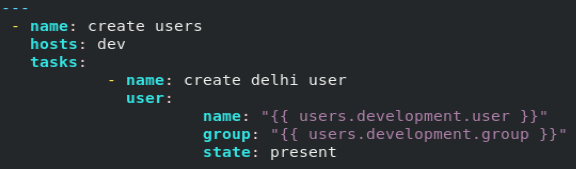 ---
- name: create users
hosts: dev
tasks:
- name: create delhi user
user:
name: "{{ users.development.user }}"
group: "{{ users.development.group }}"
state: present